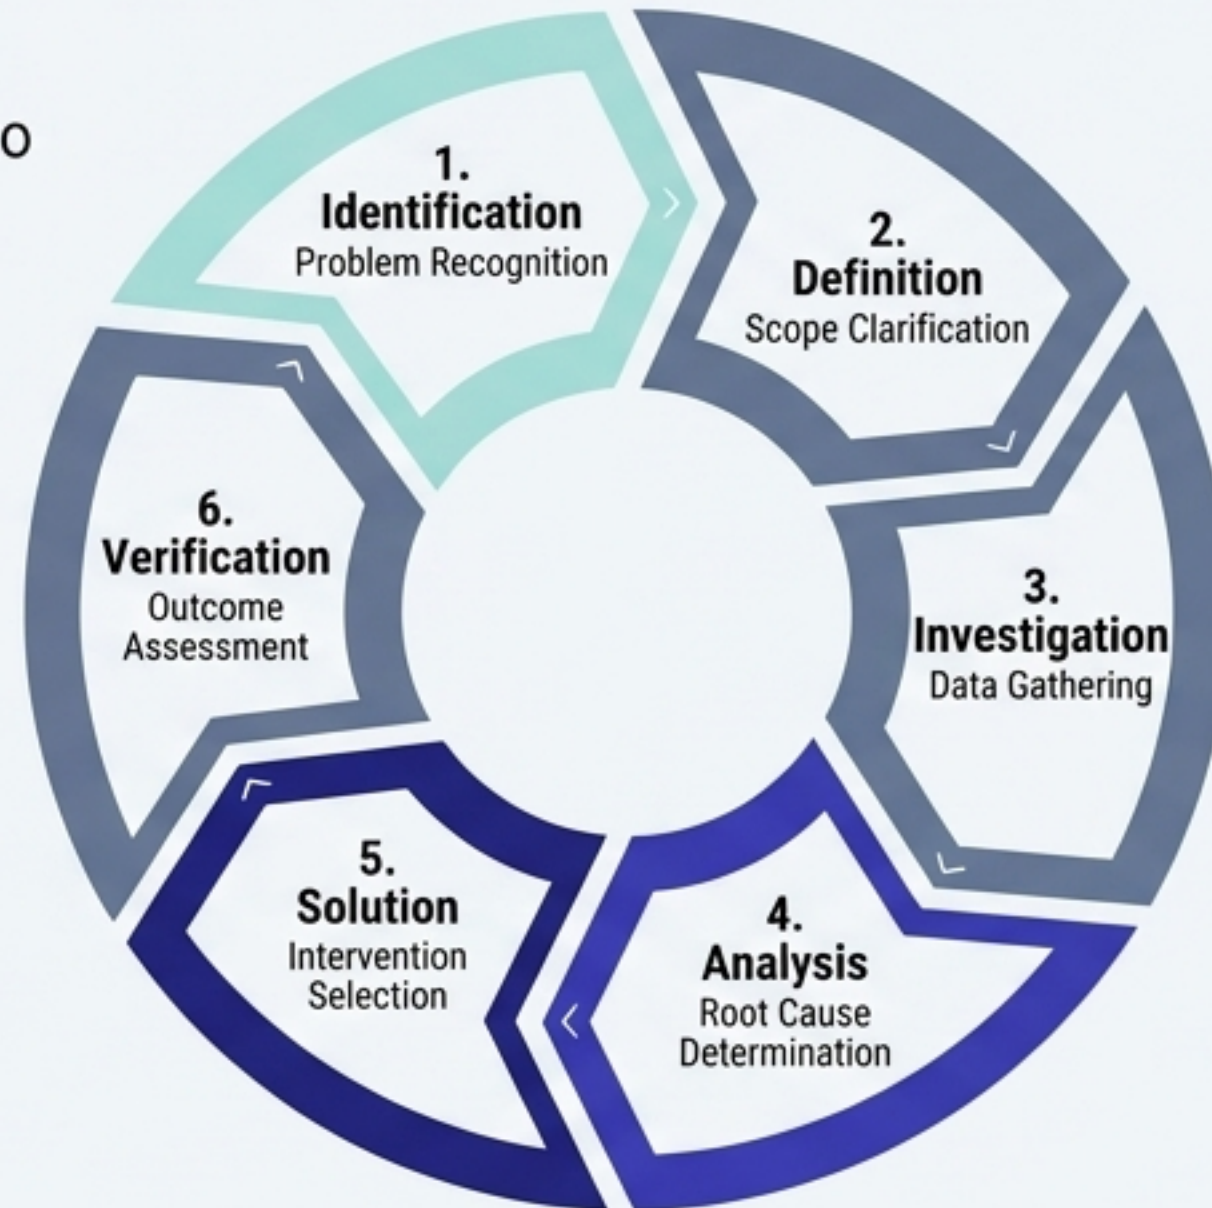 o
1.
Identification
Problem Recognition
2.
Definition
Scope Clarification
3.
Investigation
Data Gathering
4.
Analysis
Root Cause
Determination
5.
Solution
Intervention
Selection
6.
Verification
Outcome
Assessment